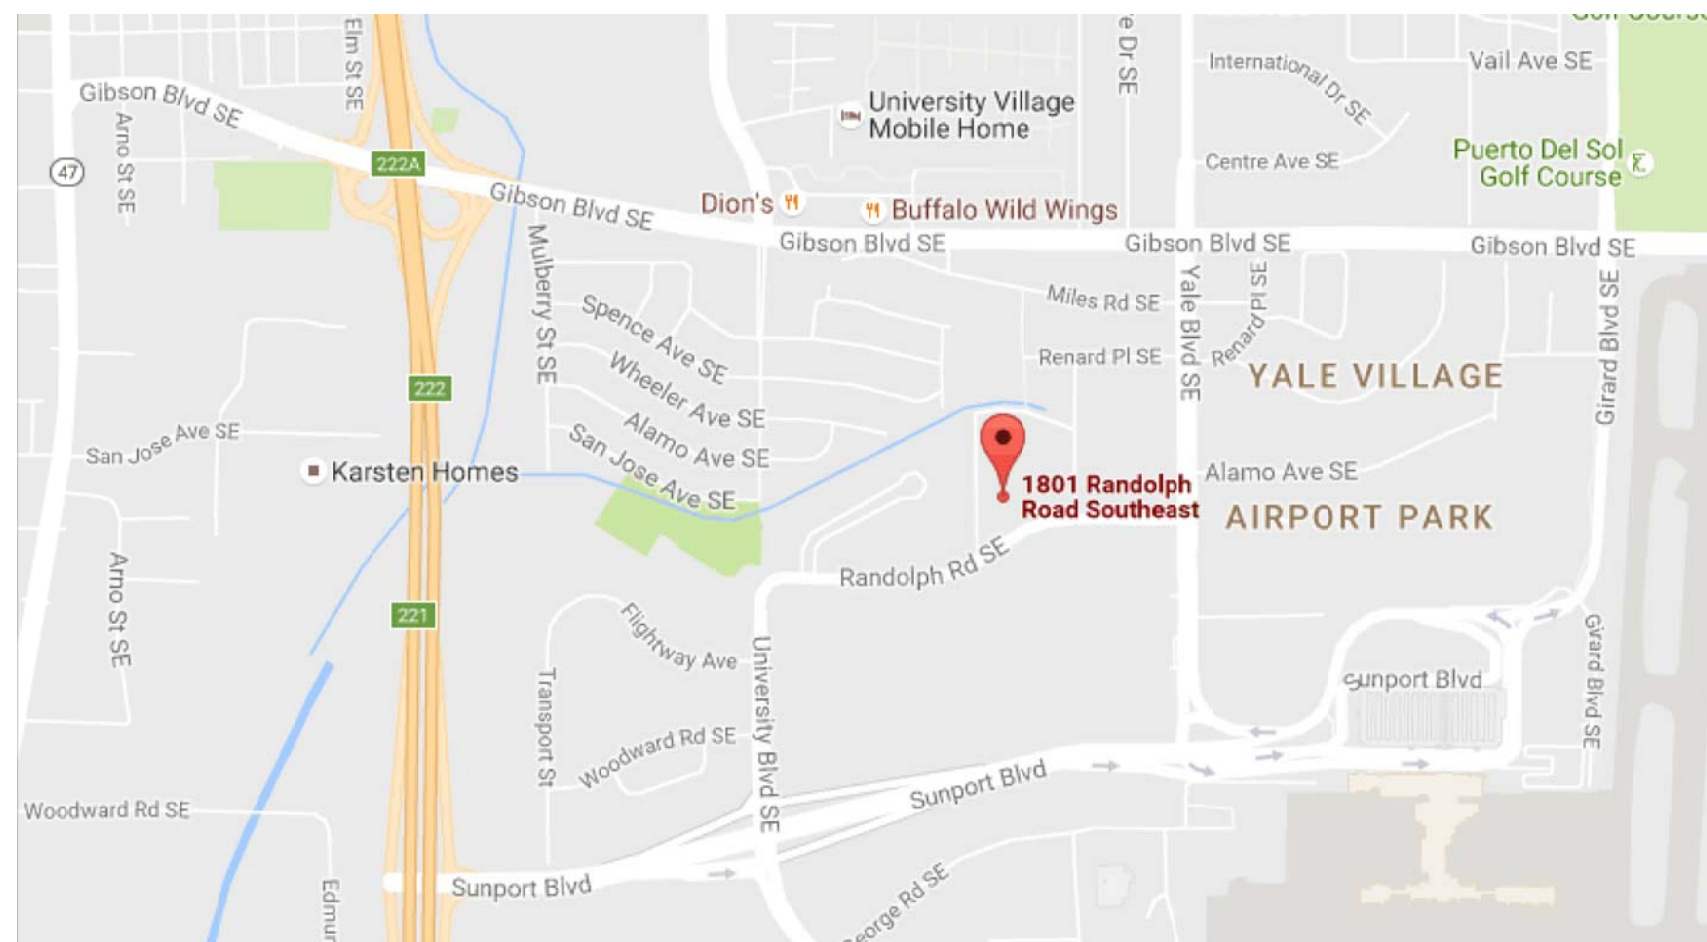 Golf Course
Elm St SE
Vail Ave SE
International Dr SE
Gibson Blvd SE
University Village
Mobile Home
Arno St SE
47
222A
Centre Ave SE
Puerto Del Sol
Golf Course
Gibson Blvd SE
Dion's
Buffalo Wild Wings
Gibson Blvd SE
Gibson Blvd SE
Gibson Blvd SE
Mulberry St SE
Yale Blvd SE
Renard Pl SE
Girard Blvd SE
Miles Rd SE
Spence Ave SE
Renard Pl SE
YALE VILLAGE
222
Wheeler Ave SE
Alamo Ave SE
San Jose Ave SE
San Jose Ave SE
Karsten Homes
Alamo Ave SE
1801 Randolph
Road Southeast
AIRPORT PARK
Randolph Rd SE
Arno St SE
221
Flightway Ave
University Blvd SE
Girard Blvd SE
Transport St
Sunport Blvd
Woodward Rd SE
Sunport Blvd
Woodward Rd SE
Sunport Blvd
George Rd SE